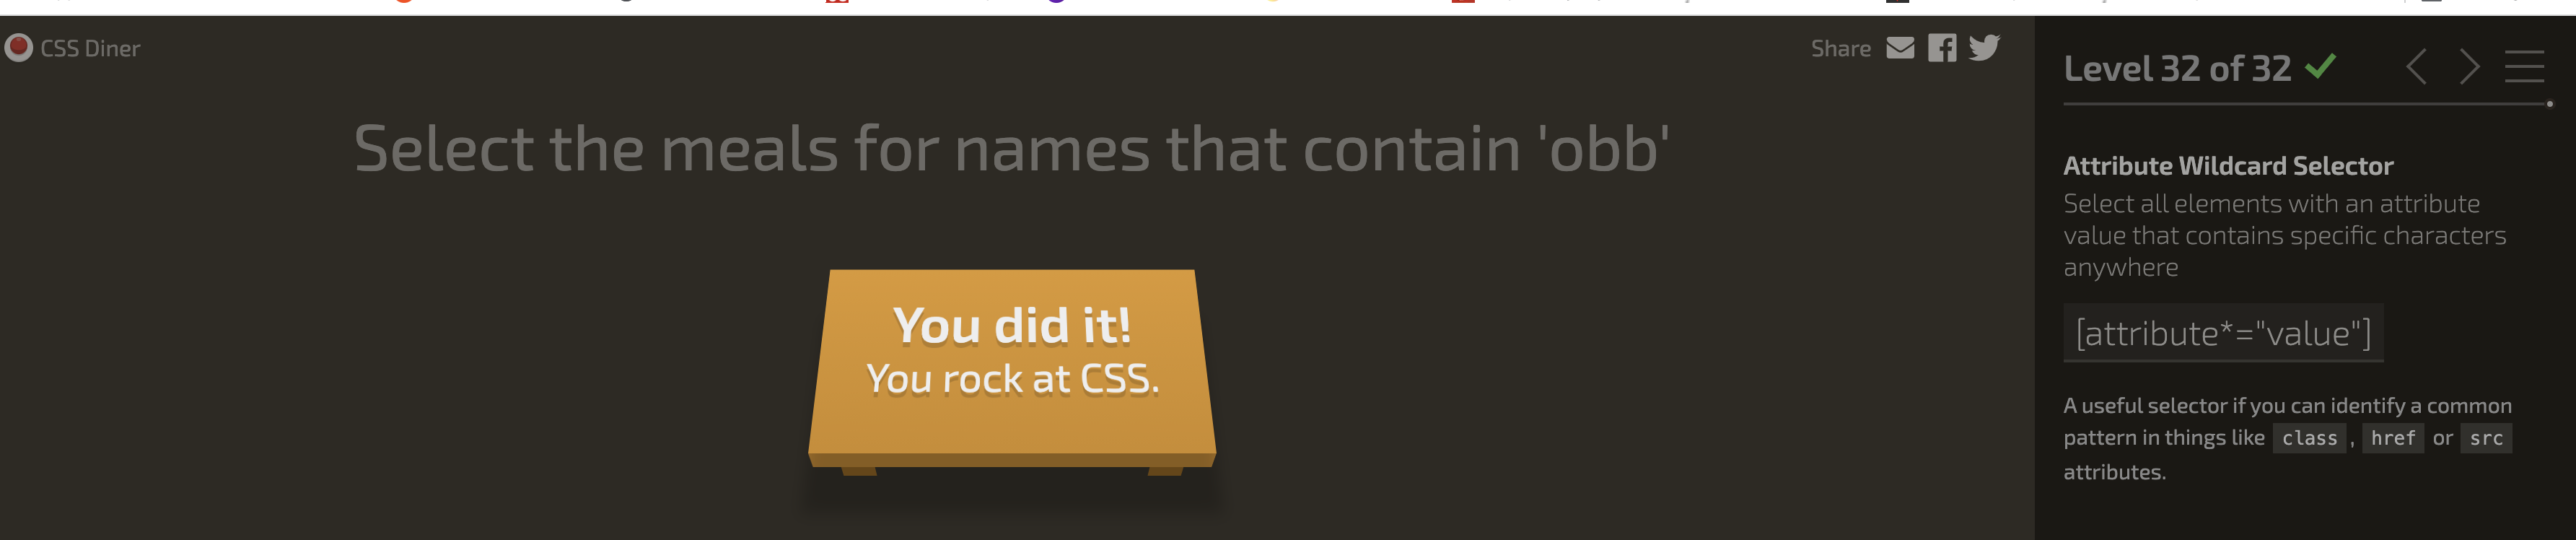 CSS Diner
Share
Select the meals for names that contain 'obb'
You did it!
You rock at CSS.
Level 32 of 32
Attribute Wildcard Selector
Select all elements with an attribute
value that contains specific characters
anywhere
[attribute*="value"]
A useful selector if you can identify a common
pattern in things like class , href or src
attributes.